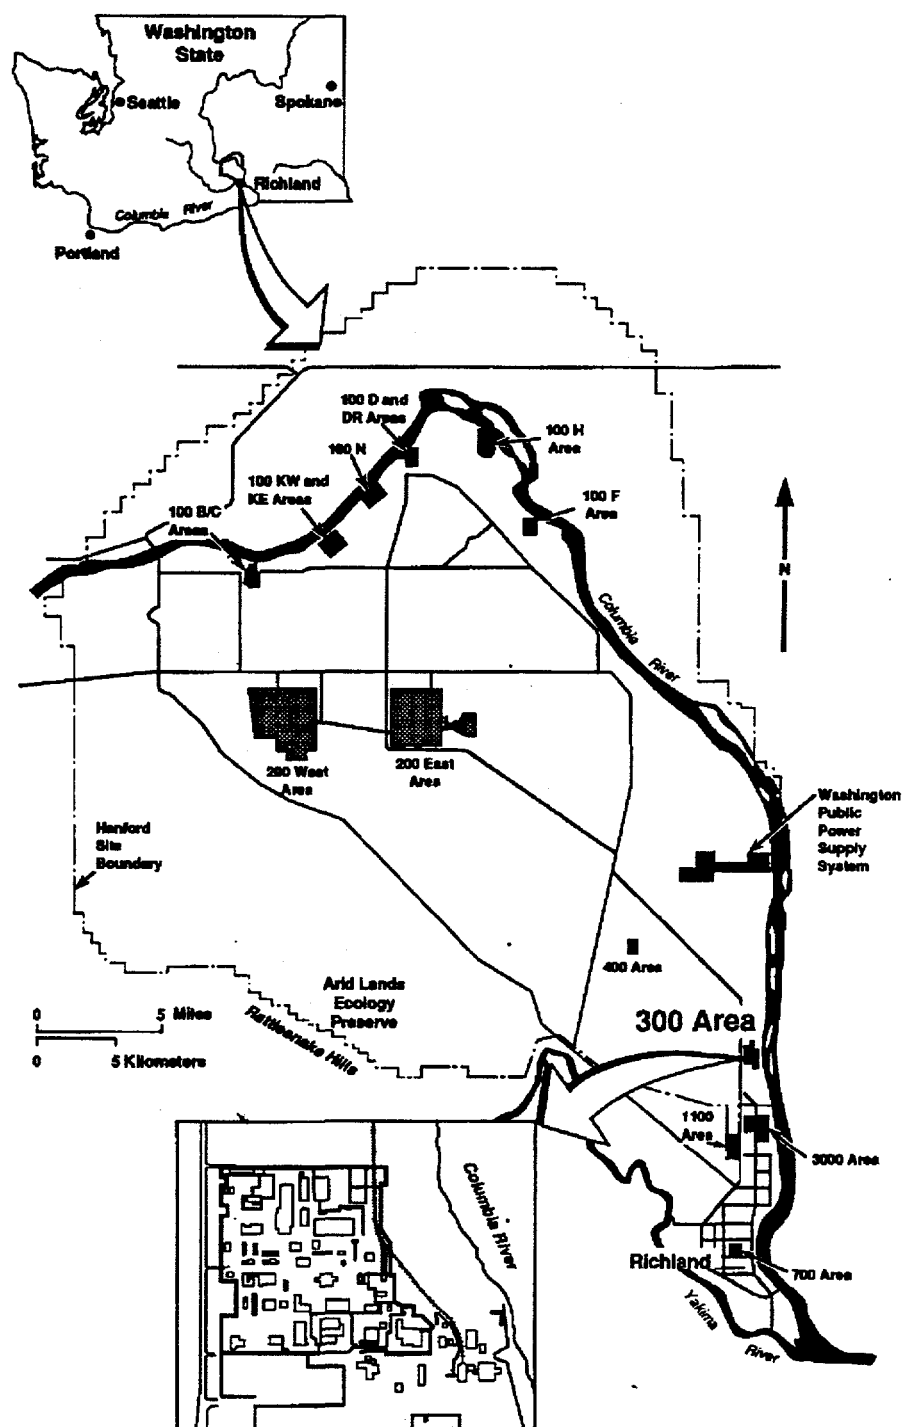 Washington
State
Seattle
Spokane
Richland
Columbia River
Portland
100 D and
DR Areas
100 H
Area
100 N
100 KW and
KE Areas
100 F
Area
100 B/C
Areas
N
Columbia
River
200 West
Area
200 East
Area
Washington
Public
Power
Supply
System
Hanford
Site
Boundary
400 Area
Arid Lands
Ecology
Preserve
0 5 Miles
0 5 Kilometers
Rattlesnake Hills
300 Area
1100
Area
3000 Area
Columbia River
Richland
700 Area
Yakima
River